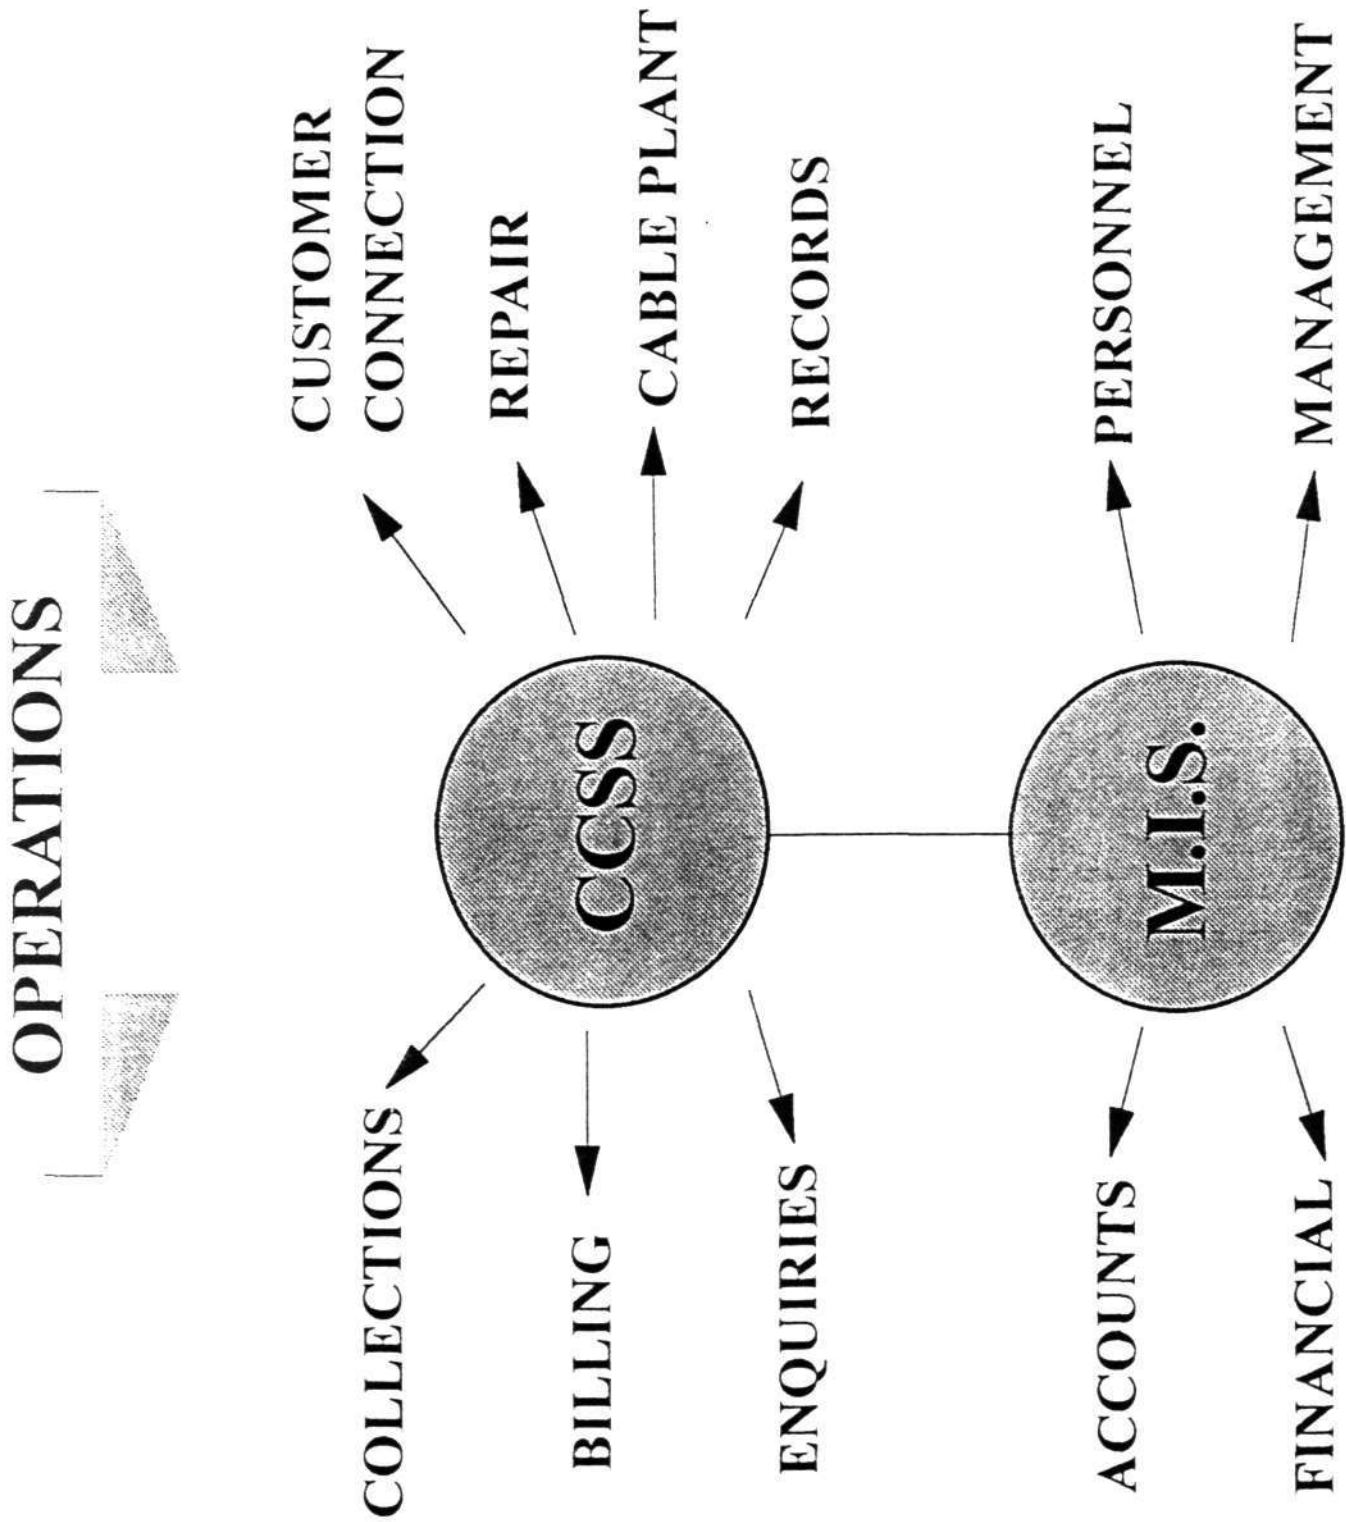 OPERATIONS
COLLECTIONS
BILLING
ENQUIRIES
CCSS
CUSTOMER
CONNECTION
REPAIR
CABLE PLANT
RECORDS
ACCOUNTS
FINANCIAL
M.I.S.
PERSONNEL
MANAGEMENT